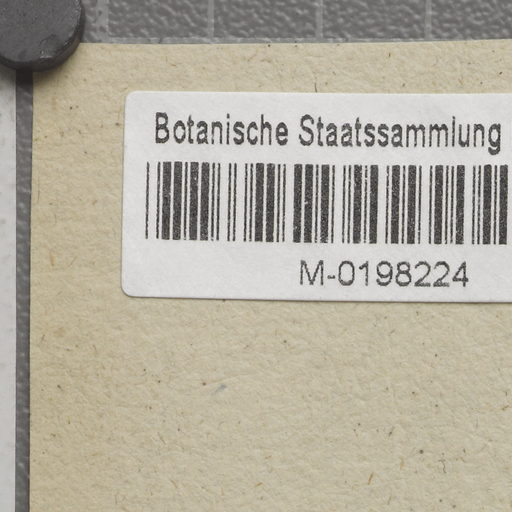 Botanische Staatssammlung
M-0198224